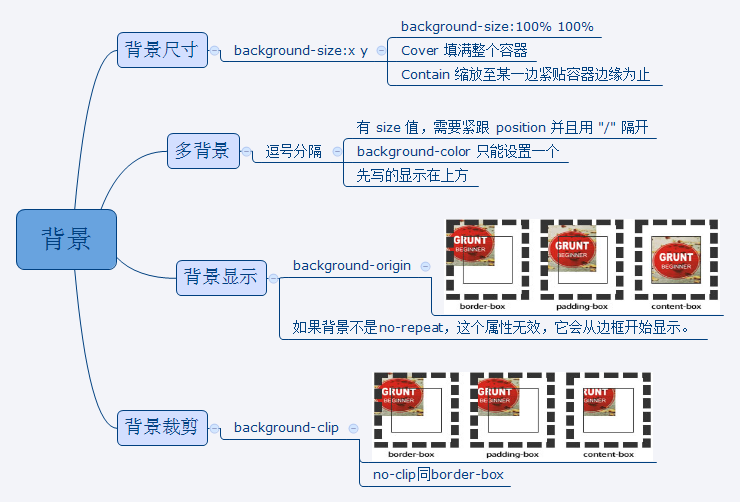 背景
背景尺寸
background-size:x y
background-size:100% 100%
Cover 填满整个容器
Contain 缩放至某一边紧贴容器边缘为止
多背景
逗号分隔
有 size 值，需要紧跟 position 并且用 "/" 隔开
background-color 只能设置一个
先写的显示在上方
背景显示
background-origin
GRUNT
BEGINNER
GRUNT
BEGINNER
GRUNT
BEGINNER
border-box
padding-box
content-box
如果背景不是no-repeat，这个属性无效，它会从边框开始显示。
背景裁剪
background-clip
GRUNT
BEGINNER
GRUNT
BEGINNER
GRUNT
BEGINNER
border-box
padding-box
content-box
no-clip同border-box